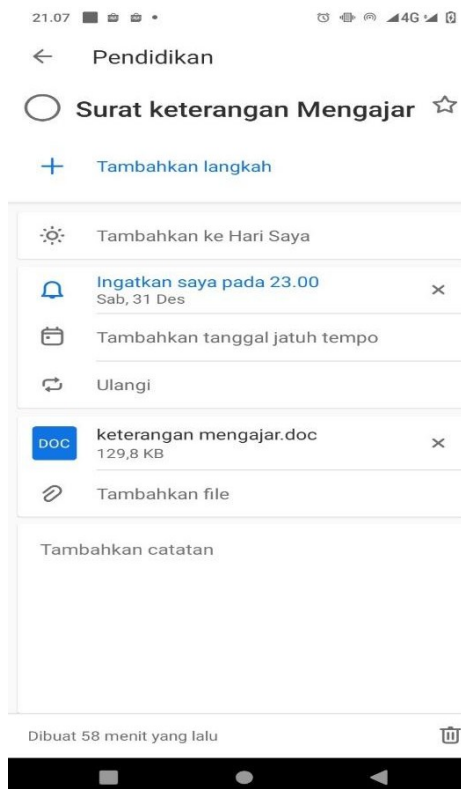 21.07
4G
Pendidikan
Surat keterangan Mengajar
Tambahkan langkah
Tambahkan ke Hari Saya
Ingatkan saya pada 23.00
Sab, 31 Des
Tambahkan tanggal jatuh tempo
Ulangi
DOC
keterangan mengajar.doc
129,8 KB
Tambahkan file
Tambahkan catatan
Dibuat 58 menit yang lalu